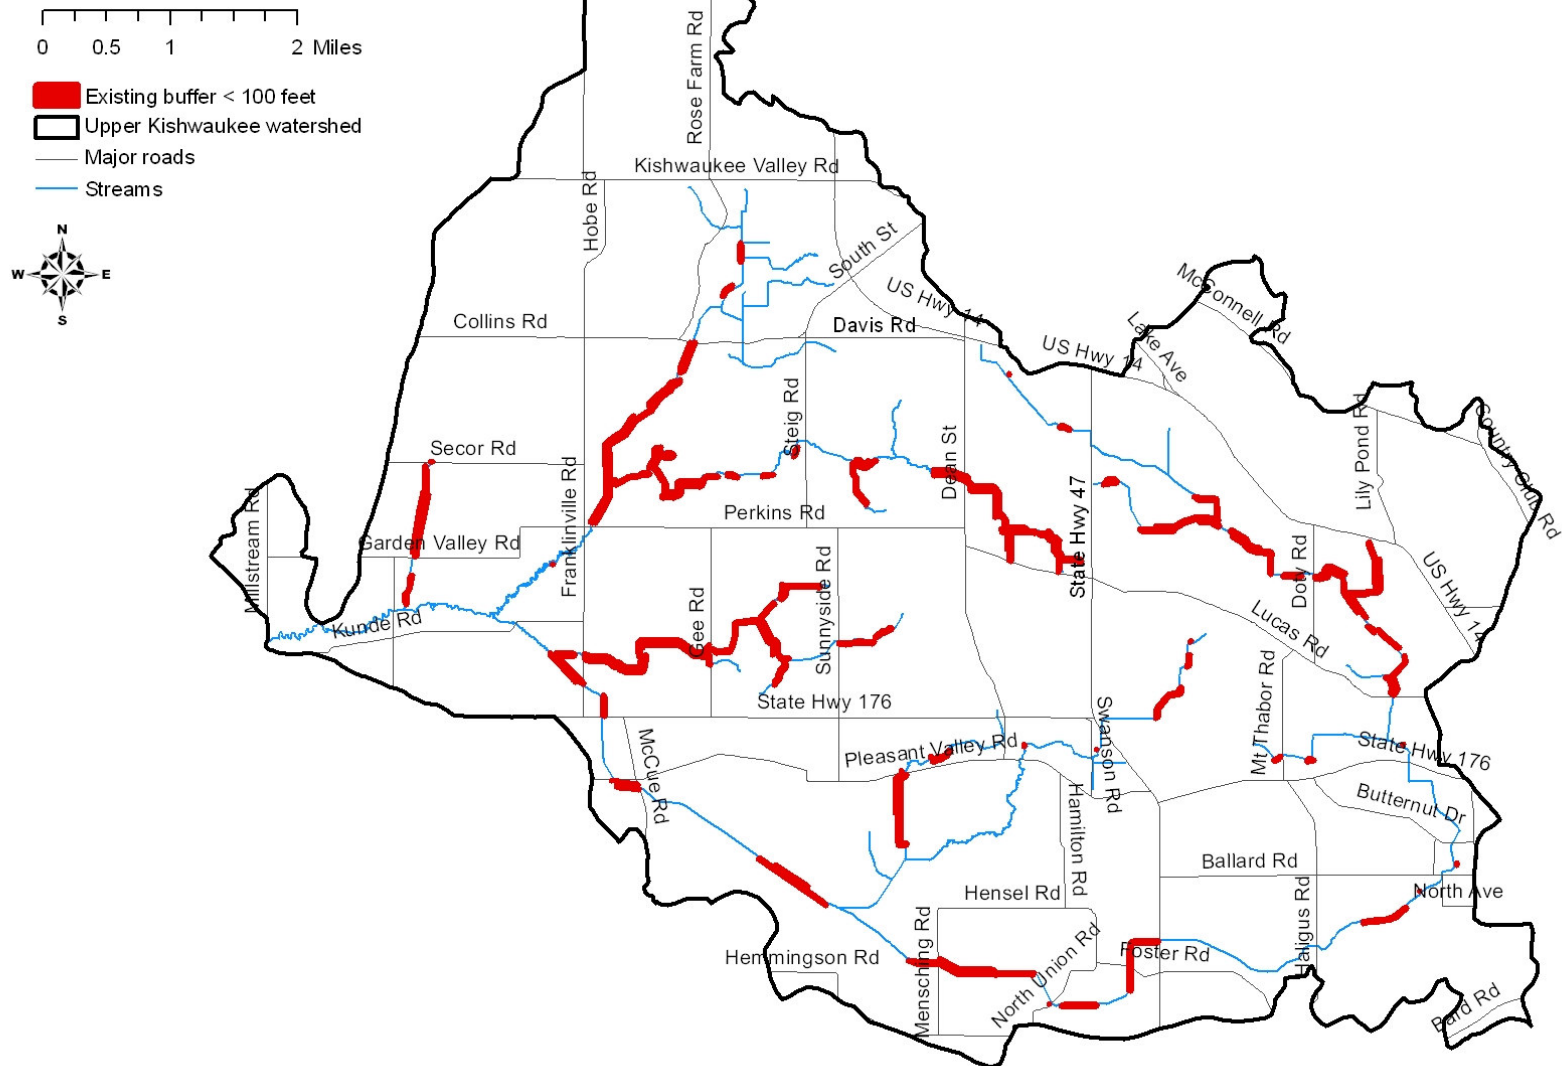 0 0.5 1 2 Miles
Existing buffer < 100 feet
Upper Kishwaukee watershed
Major roads
Streams
N
W E
S
Rose Farm Rd
Kishwaukee Valley Rd
Hobe Rd
South St
US Hwy 14
McConnell Rd
Collins Rd
Davis Rd
Lake Ave
US Hwy 14
Steig Rd
Lily Pond Rd
Country Club Rd
Secor Rd
Dean St
Franklinville Rd
State Hwy 47
Millstream Rd
Perkins Rd
Garden Valley Rd
Doty Rd
US Hwy 14
Kunde Rd
Gee Rd
Sunnyside Rd
Lucas Rd
State Hwy 176
Mt Thabor Rd
Swanson Rd
McCue Rd
Pleasant Valley Rd
State Hwy 176
Butternut Dr
Hamilton Rd
Ballard Rd
Hensel Rd
North Ave
Haligus Rd
Mensching Rd
Hemmingson Rd
North Union Rd
Foster Rd
Bard Rd